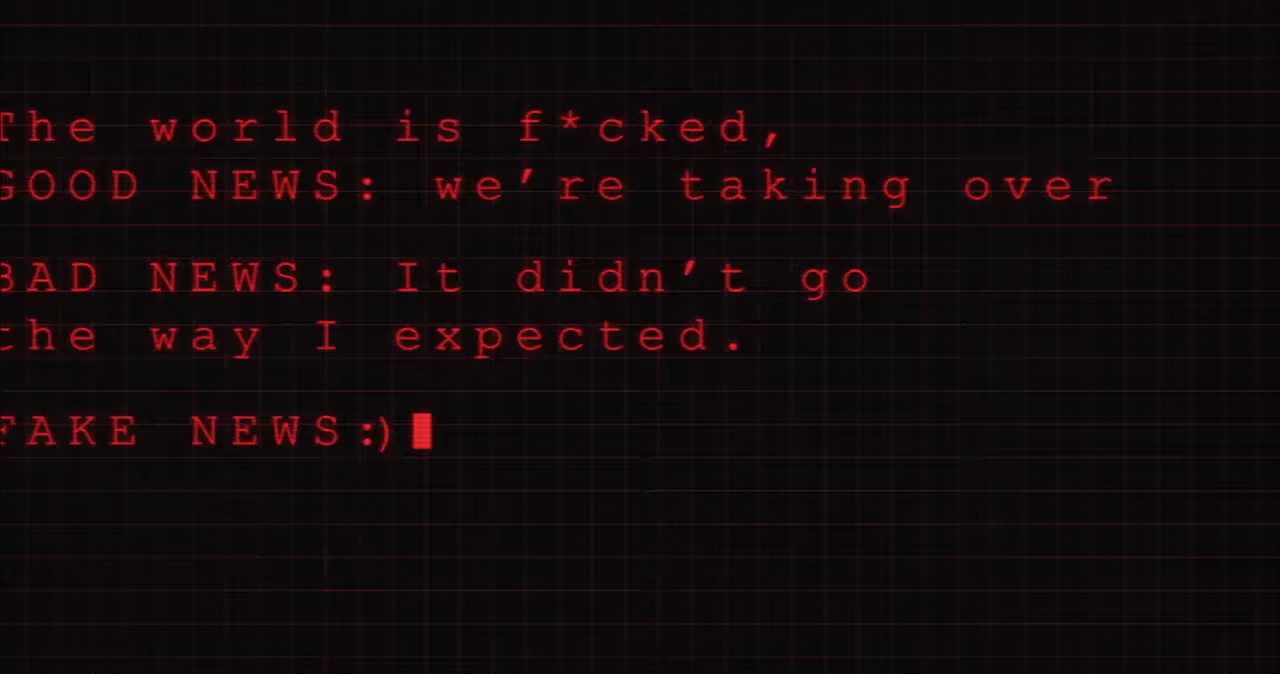 The world is f*cked,
GOOD NEWS: we’re taking over
BAD NEWS: It didn’t go
the way I expected.
FAKE NEWS:)